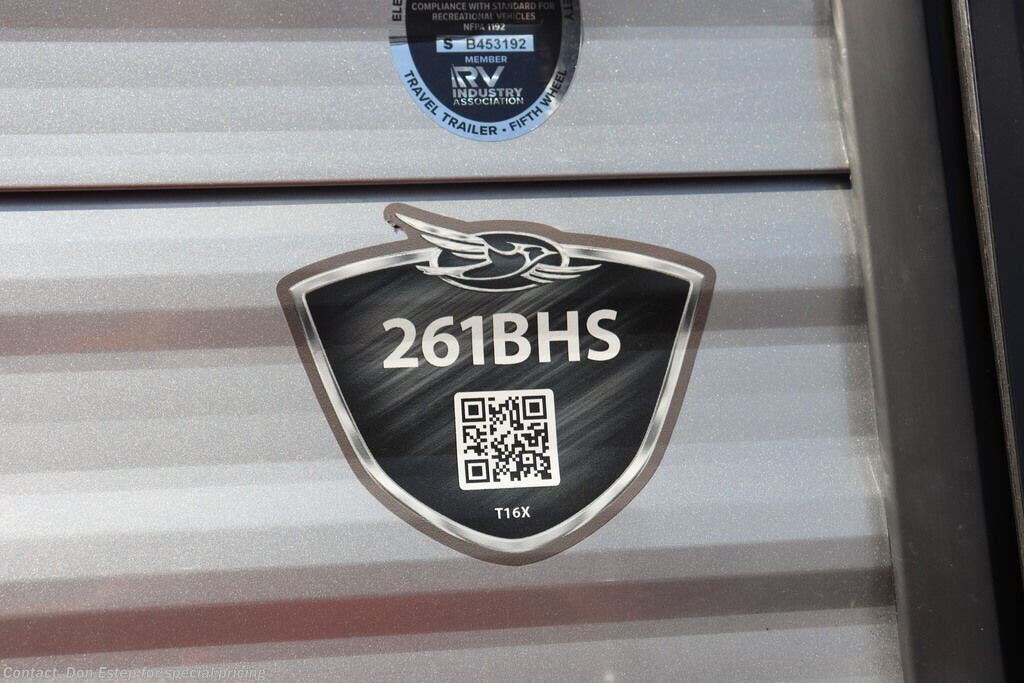 COMPLIANCE WITH STANDARD FOR
RECREATIONAL VEHICLES
NFPA 1192
S B453192
MEMBER
RV
INDUSTRY
ASSOCIATION
TRAVEL TRAILER • FIFTH WHEEL
261BHS
T16X
Contact Don Estep for special pricing